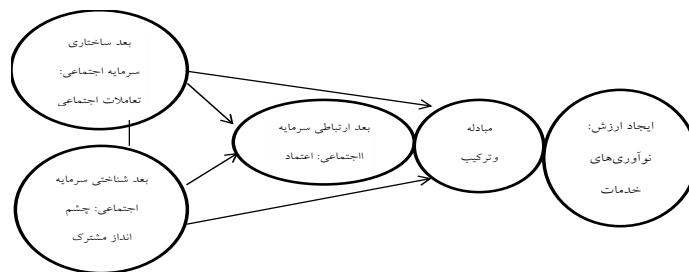 بعد ساختاری
سرمایه اجتماعی:
تعاملات اجتماعی
بعد ارتباطی سرمایه
ااجتماعی: اعتماد
مبادله
وترکیب
ایجاد ارزش:
نوآوری‌های
خدمات
بعد شناختی سرمایه
اجتماعی: چشم
انداز مشترک